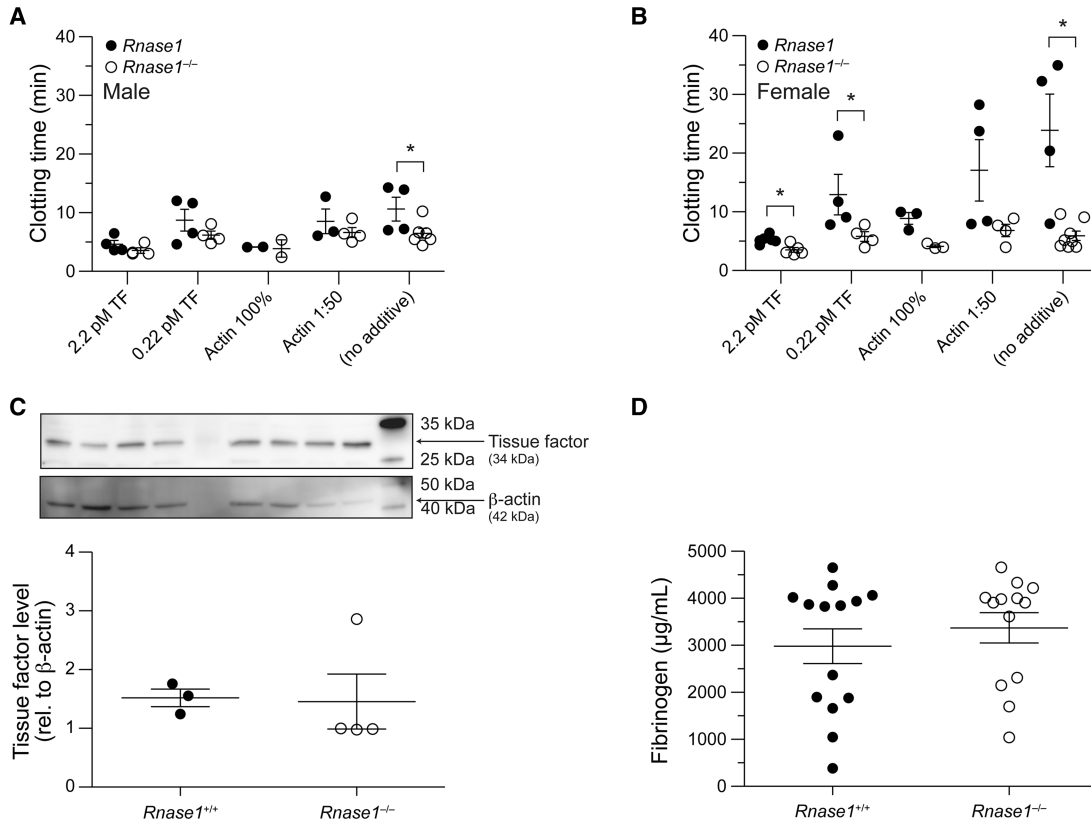 A
Clotting time (min)
40
30
20
10
0
Rnase1
Rnase1–/–
Male
*
2.2 pM TF
0.22 pM TF
Actin 100%
Actin 1:50
(no additive)
B
Clotting time (min)
40
30
20
10
0
Rnase1
Rnase1–/–
Female
*
*
*
2.2 pM TF
0.22 pM TF
Actin 100%
Actin 1:50
(no additive)
C
35 kDa
Tissue factor
(34 kDa)
25 kDa
50 kDa
β-actin
(42 kDa)
40 kDa
Tissue factor level
(rel. to β-actin)
4
3
2
1
0
Rnase1+/+
Rnase1–/–
D
Fibrinogen (µg/mL)
5000
4000
3000
2000
1000
0
Rnase1+/+
Rnase1–/–